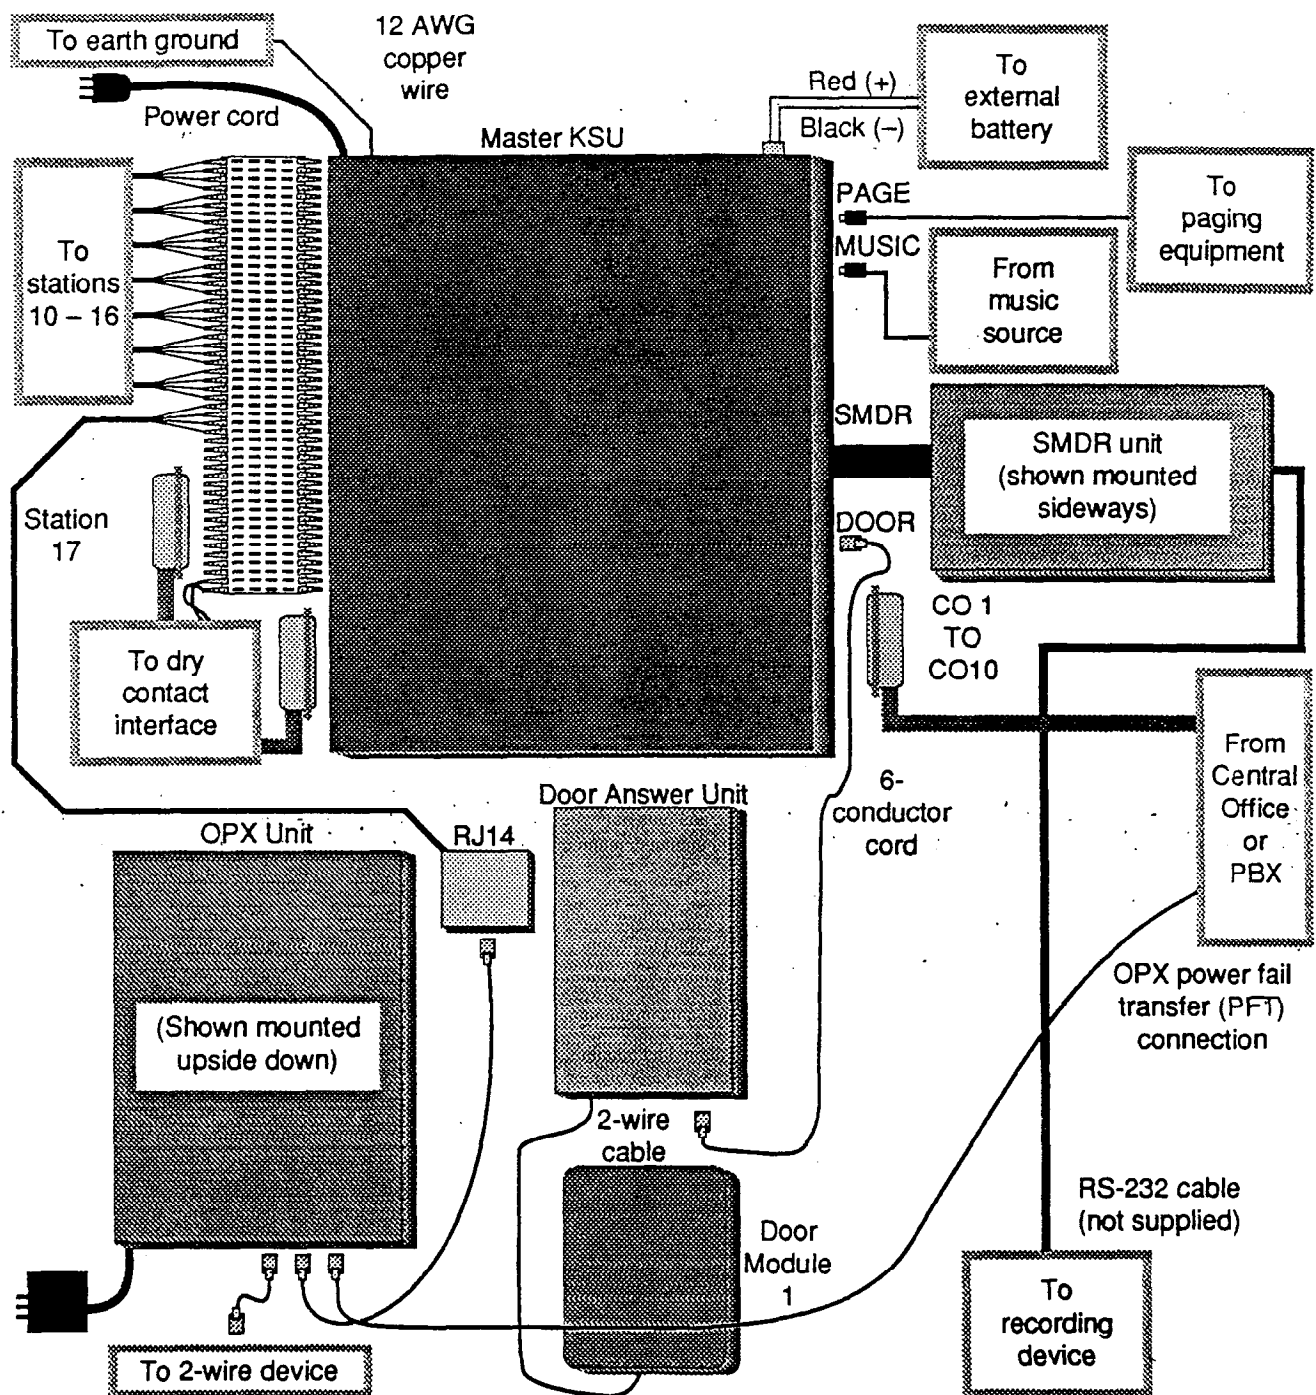 To earth ground
12 AWG
copper
wire
Power cord
Master KSU
Red (+)
Black (–)
To
external
battery
PAGE
To
paging
equipment
MUSIC
From
music
source
To
stations
10 – 16
SMDR
SMDR unit
(shown mounted
sideways)
Station
17
DOOR
CO 1
TO
CO10
To dry
contact
interface
From
Central
Office
or
PBX
6-
conductor
cord
Door Answer Unit
OPX Unit
RJ14
(Shown mounted
upside down)
OPX power fail
transfer (PFT)
connection
2-wire
cable
RS-232 cable
(not supplied)
Door
Module
1
To
recording
device
To 2-wire device